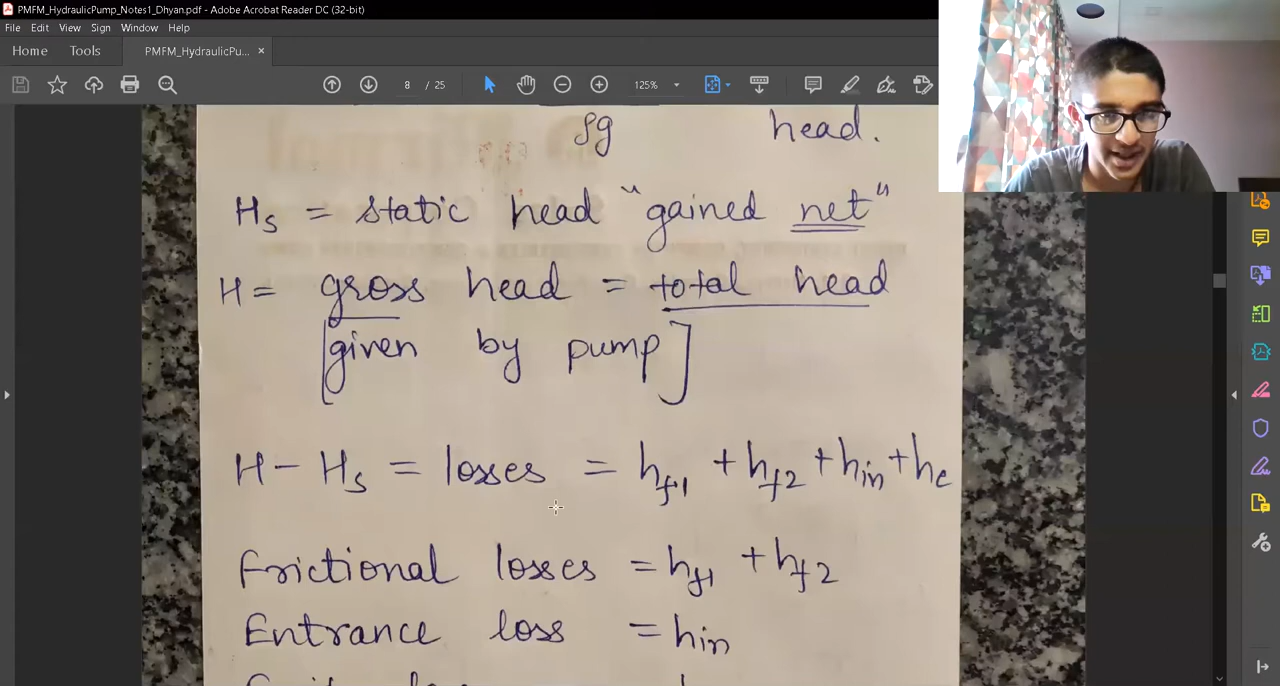 PMFM_HydraulicPump_Notes1_Dhyan.pdf - Adobe Acrobat Reader DC (32-bit)
File Edit View Sign Window Help
Home Tools PMFM_HydraulicPu... ×
8 / 25 125%
ρg head.
Hs = static head "gained net"
H = gross head = total head
[given by pump]
H - Hs = losses = hf1 + hf2 + hin + he
Frictional losses = hf1 + hf2
Entrance loss = hin